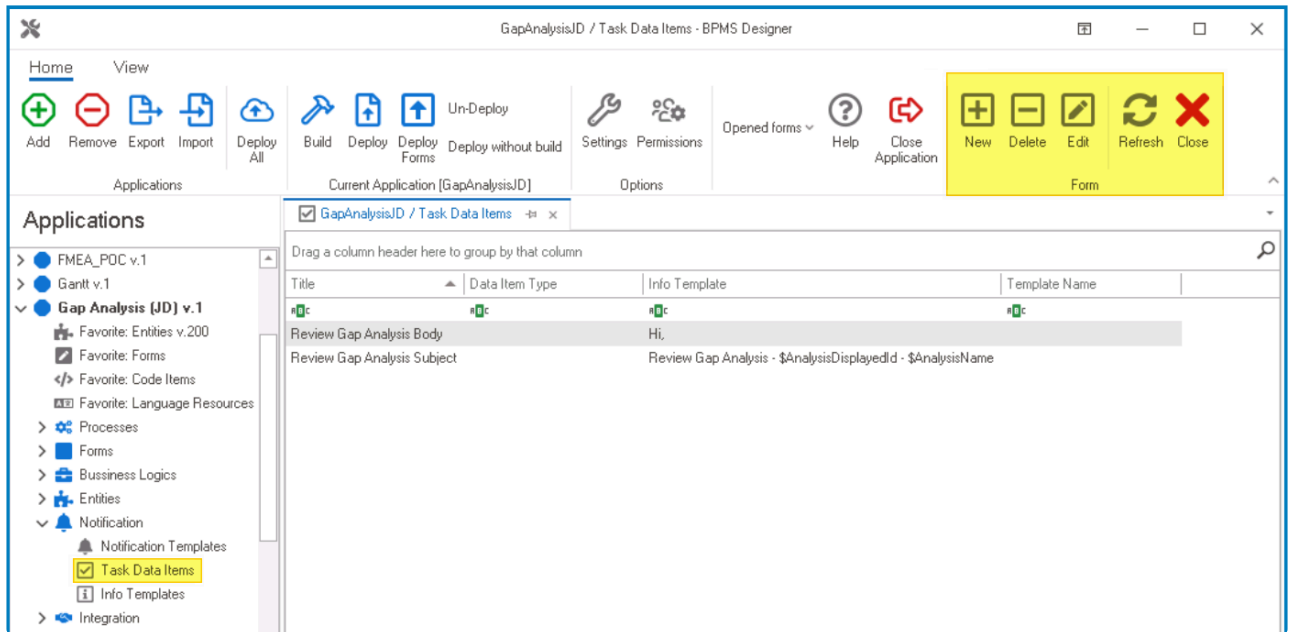 GapAnalysisJD / Task Data Items - BPMS Designer
Home View
Add Remove Export Import Deploy All
Applications
Build Deploy Deploy Forms Un-Deploy Deploy without build
Current Application [GapAnalysisJD]
Settings Permissions
Options
Opened forms
Help Close Application
New Delete Edit Refresh Close
Form
Applications
FMEA_POC v.1
Gantt v.1
Gap Analysis (JD) v.1
Favorite: Entities v.200
Favorite: Forms
Favorite: Code Items
Favorite: Language Resources
Processes
Forms
Bussiness Logics
Entities
Notification
Notification Templates
Task Data Items
Info Templates
Integration
GapAnalysisJD / Task Data Items
Drag a column header here to group by that column
Title Data Item Type Info Template Template Name
Review Gap Analysis Body Hi,
Review Gap Analysis Subject Review Gap Analysis - $AnalysisDisplayedId - $AnalysisName